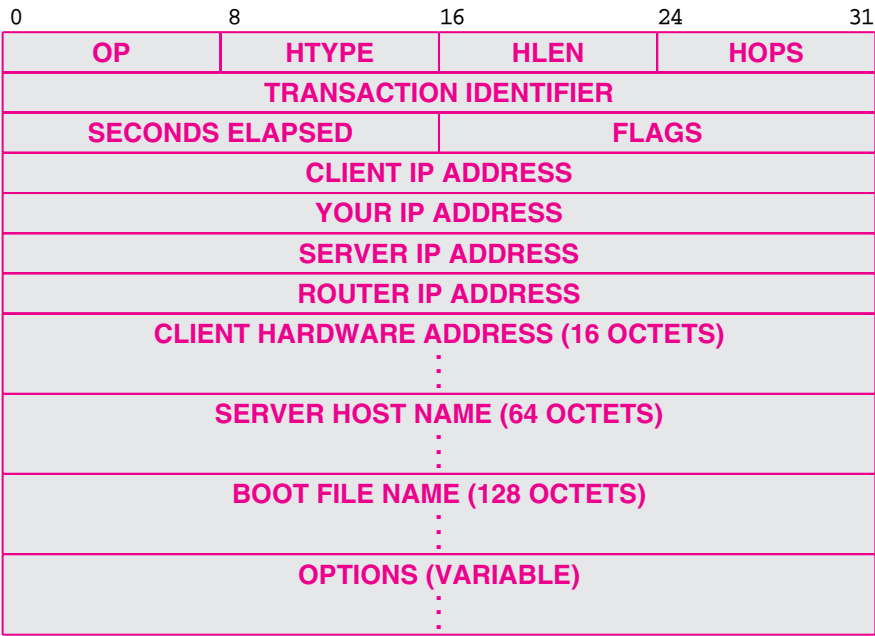 0 8 16 24 31
OP HTYPE HLEN HOPS
TRANSACTION IDENTIFIER
SECONDS ELAPSED FLAGS
CLIENT IP ADDRESS
YOUR IP ADDRESS
SERVER IP ADDRESS
ROUTER IP ADDRESS
CLIENT HARDWARE ADDRESS (16 OCTETS)
SERVER HOST NAME (64 OCTETS)
BOOT FILE NAME (128 OCTETS)
OPTIONS (VARIABLE)